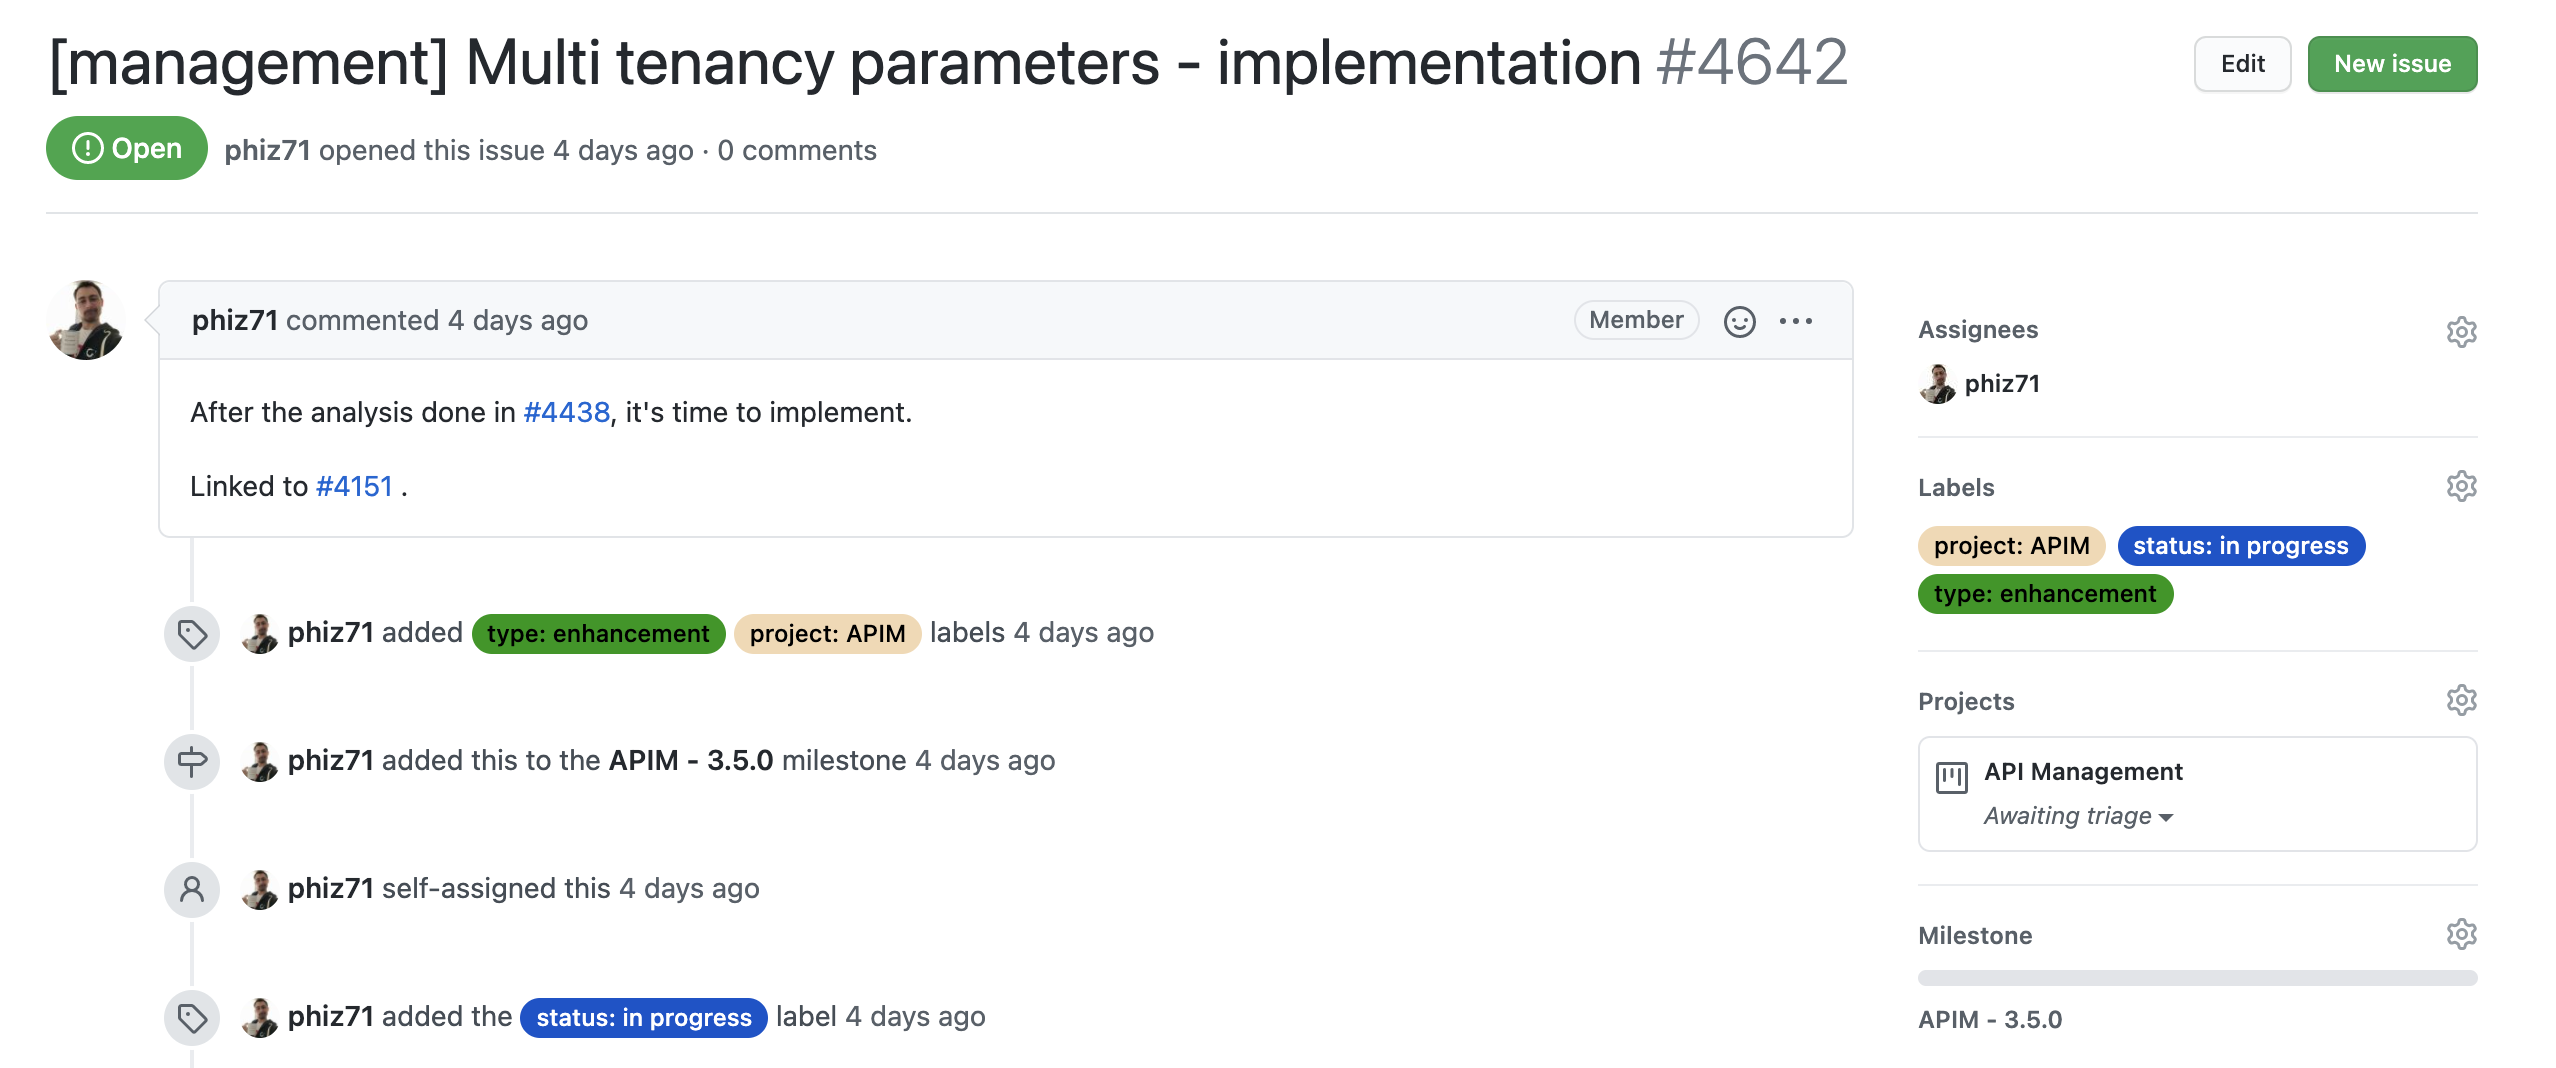 [management] Multi tenancy parameters - implementation #4642
Edit
New issue
Open
phiz71 opened this issue 4 days ago · 0 comments
phiz71 commented 4 days ago
Member
After the analysis done in #4438, it's time to implement.
Linked to #4151 .
phiz71 added type: enhancement project: APIM labels 4 days ago
phiz71 added this to the APIM - 3.5.0 milestone 4 days ago
phiz71 self-assigned this 4 days ago
phiz71 added the status: in progress label 4 days ago
Assignees
phiz71
Labels
project: APIM status: in progress
type: enhancement
Projects
API Management
Awaiting triage
Milestone
APIM - 3.5.0